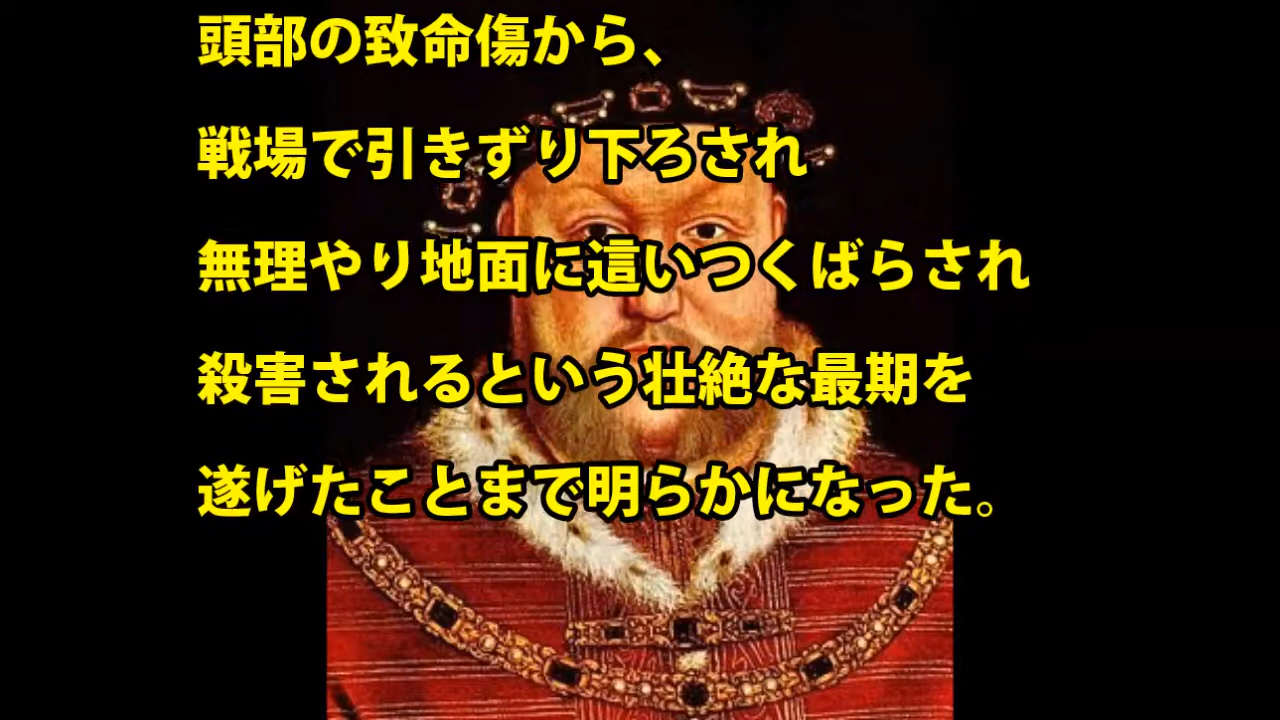 頭部の致命傷から、
戦場で引きずり下ろされ
無理やり地面に這いつくばらされ
殺害されるという壮絶な最期を
遂げたことまで明らかになった。